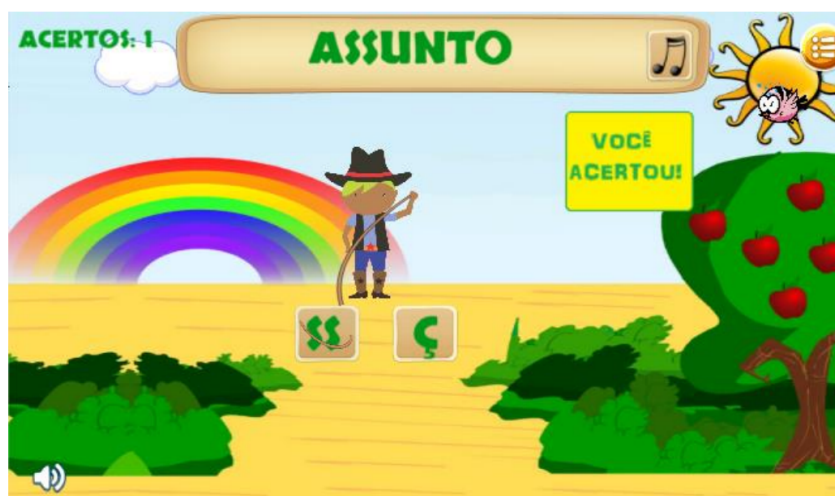 ACERTOS: 1
ASSUNTO
VOCÊ
ACERTOU!
SS
Ç